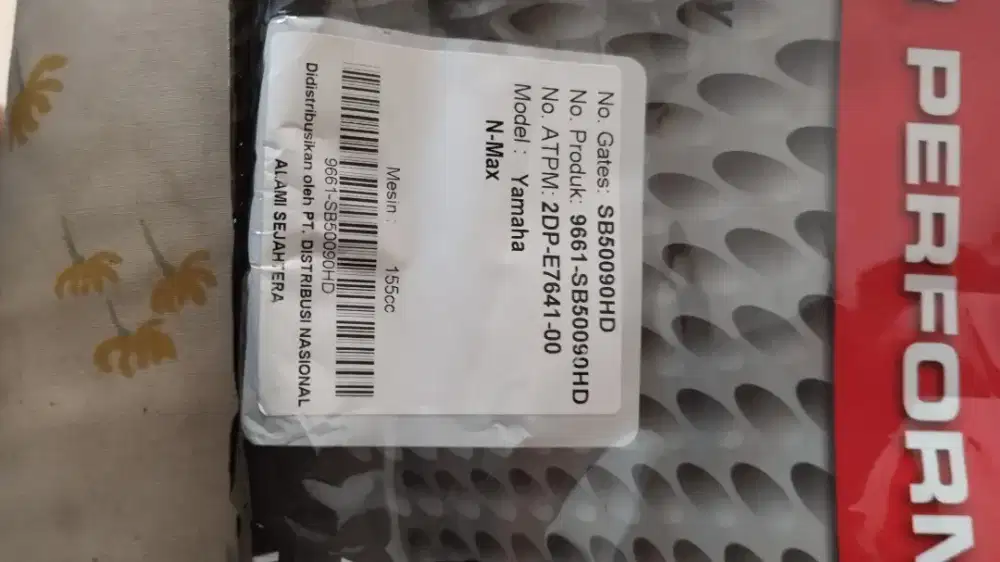 No. Gates: SB50090HD
No. Produk: 9661-SB50090HD
No. ATPM: 2DP-E7641-00
Model : Yamaha
N-Max
Mesin : 155cc
9661-SB50090HD
Didistribusikan oleh PT. DISTRIBUSI NASIONAL
ALAMI SEJAHTERA
PERFORM